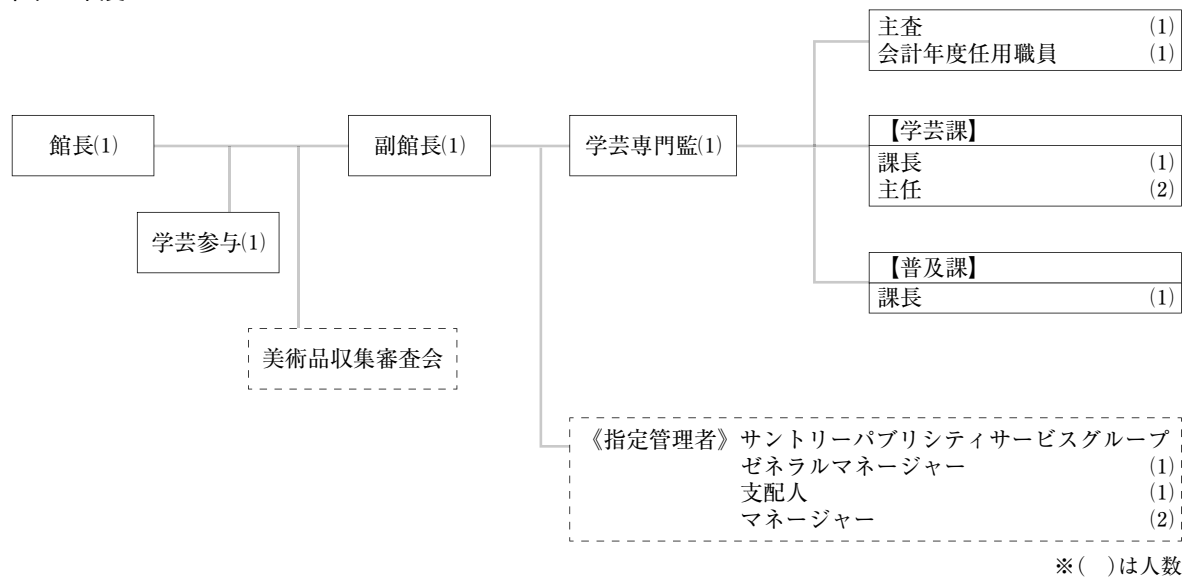 主査 (1)
会計年度任用職員 (1)
館長(1)
副館長(1)
学芸専門監(1)
【学芸課】
課長 (1)
主任 (2)
学芸参与(1)
【普及課】
課長 (1)
美術品収集審査会
《指定管理者》サントリーパブリシティサービスグループ
ゼネラルマネージャー (1)
支配人 (1)
マネージャー (2)
※( )は人数